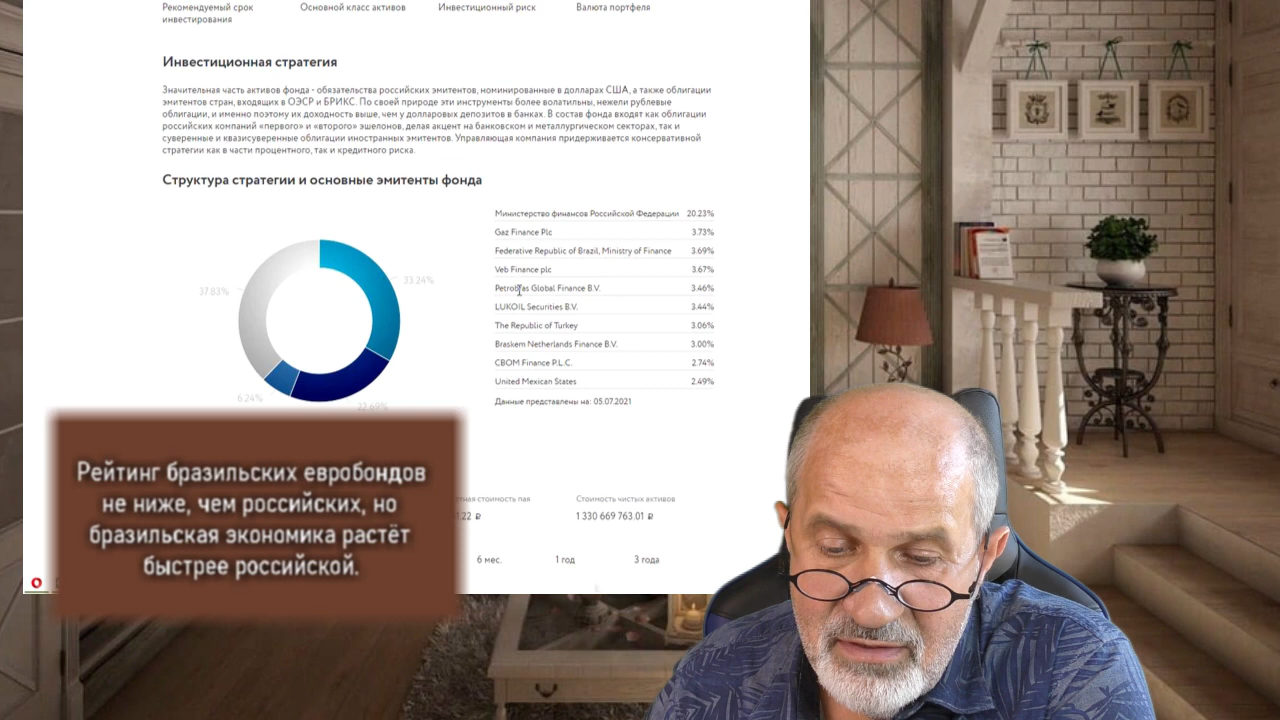 Рекомендуемый срок
инвестирования
Основной класс активов
Инвестиционный риск
Валюта портфеля
Инвестиционная стратегия
Значительная часть активов фонда - обязательства российских эмитентов, номинированные в долларах США, а также облигации
эмитентов стран, входящих в ОЭСР и БРИКС. По своей природе эти инструменты более волатильны, нежели рублевые
облигации, и именно поэтому их доходность выше, чем у долларовых депозитов в банках. В состав фонда входят как облигации
российских компаний «первого» и «второго» эшелонов, делая акцент на банковском и металлургическом секторах, так и
суверенные и квазисуверенные облигации иностранных эмитентов. Управляющая компания придерживается консервативной
стратегии как в части процентного, так и кредитного риска.
Структура стратегии и основные эмитенты фонда
Министерство финансов Российской Федерации 20.23%
Gaz Finance Plc 3.73%
Federative Republic of Brazil, Ministry of Finance 3.69%
Veb Finance plc 3.67%
Petrobras Global Finance B.V. 3.46%
LUKOIL Securities B.V. 3.44%
The Republic of Turkey 3.06%
Braskem Netherlands Finance B.V. 3.00%
CBOM Finance P.L.C. 2.74%
United Mexican States 2.49%
Данные представлены на: 05.07.2021
33.24%
37.83%
6.24%
22.69%
Рейтинг бразильских евробондов
не ниже, чем российских, но
бразильская экономика растёт
быстрее российской.
стоимость пая
Стоимость чистых активов
22 ₽
1 330 669 763.01 ₽
6 мес.
1 год
3 года